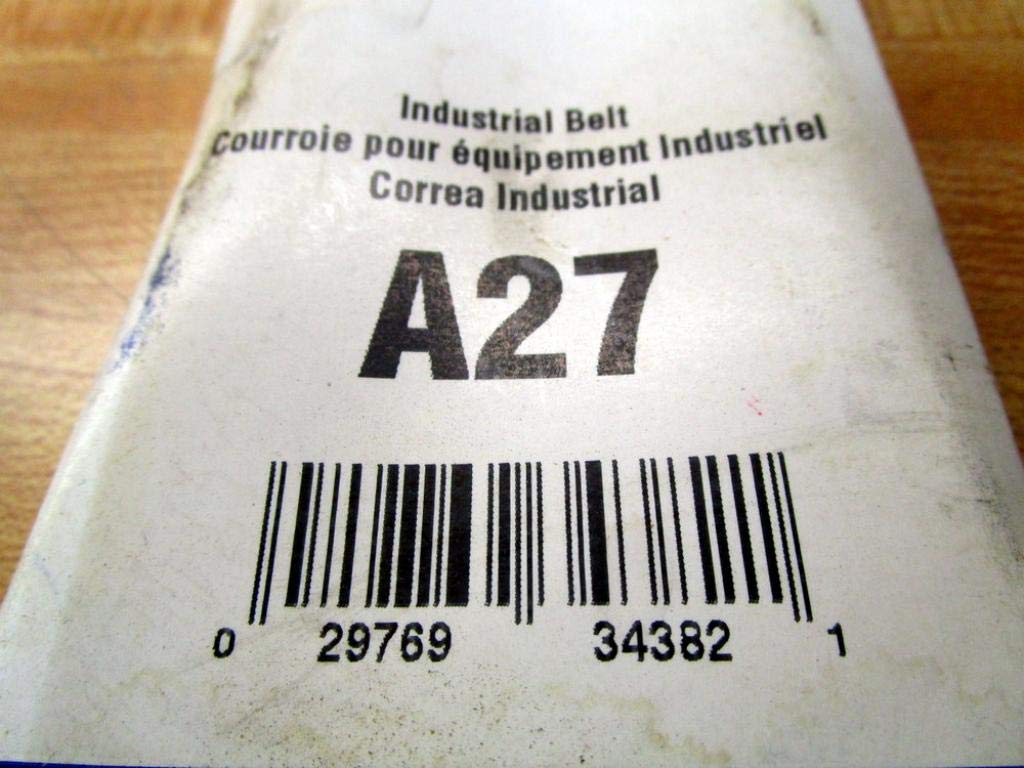 Industrial Belt
Courroie pour équipement Industriel
Correa Industrial
A27
0 29769 34382 1